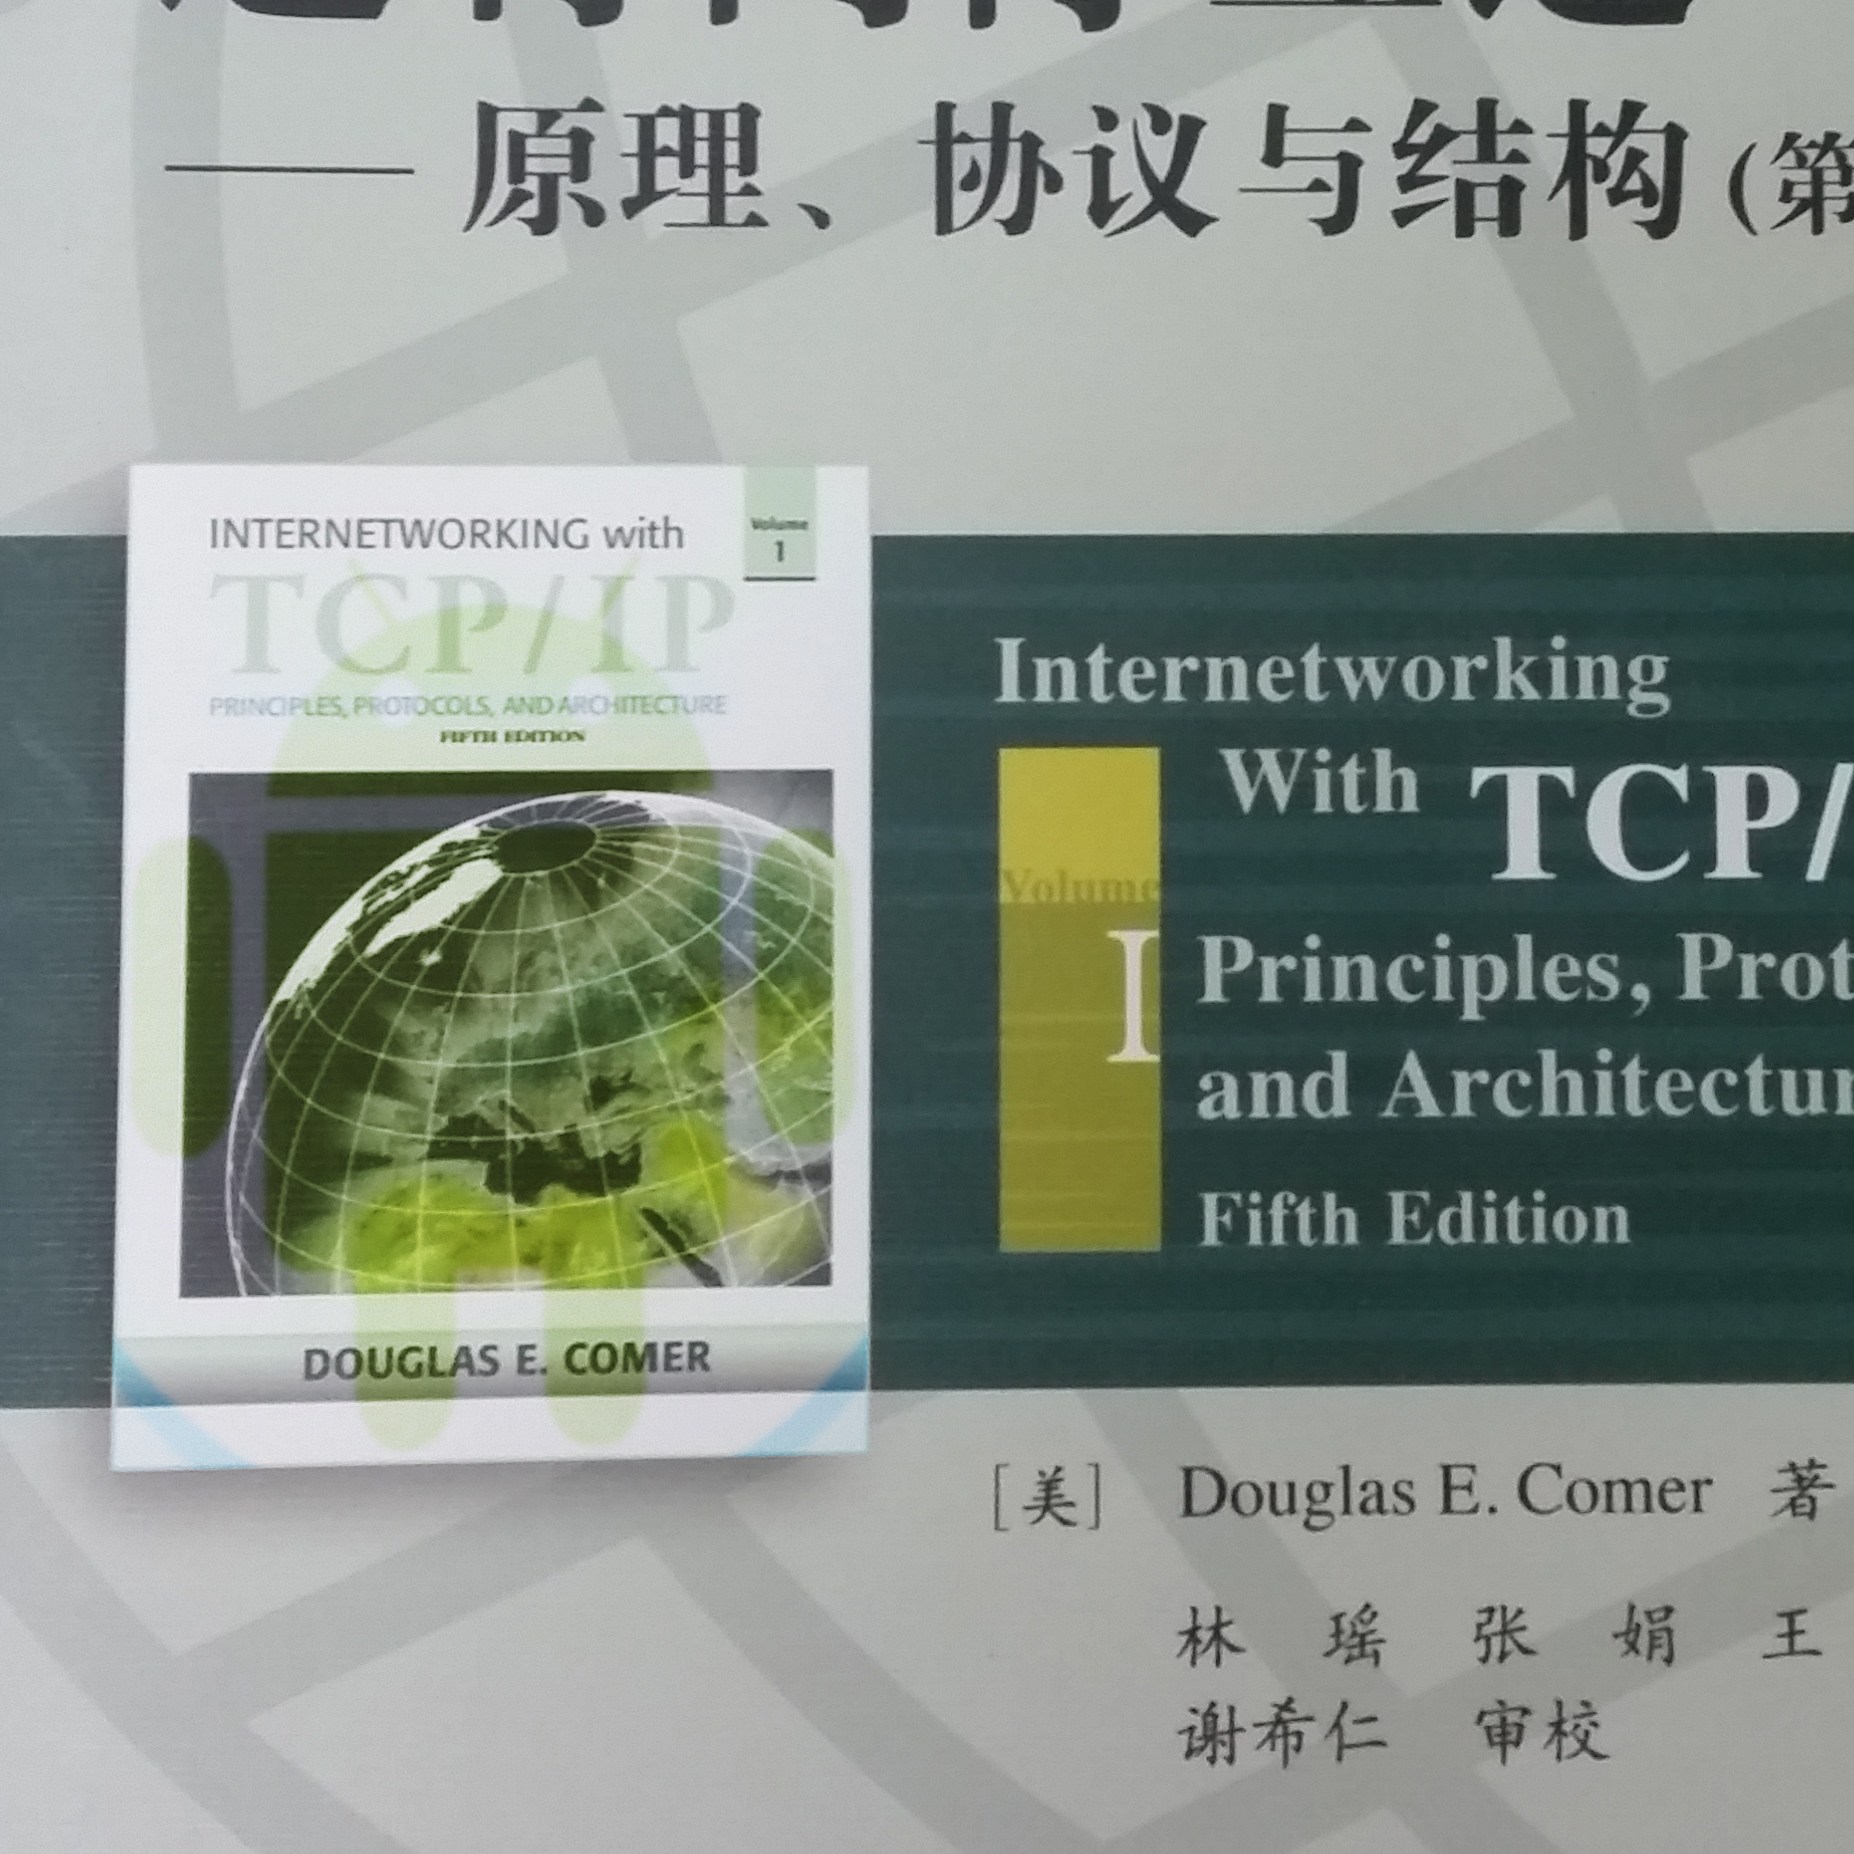 ——原理、协议与结构(第
INTERNETWORKING with
Volume
1
TCP/IP
PRINCIPLES, PROTOCOLS, AND ARCHITECTURE
FIFTH EDITION
DOUGLAS E. COMER
Internetworking
With TCP/
Volume
I
Principles, Prot
and Architectur
Fifth Edition
[美] Douglas E. Comer 著
林 瑶 张 娟 王
谢希仁 审校